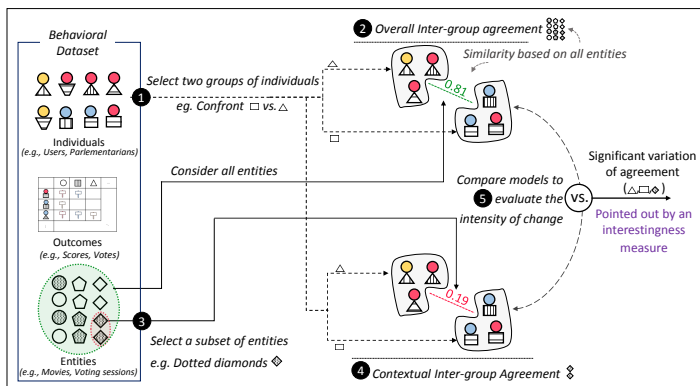 Behavioral
Dataset
Individuals
(e.g., Users, Parlementarians)
Outcomes
(e.g., Scores, Votes)
Entities
(e.g., Movies, Voting sessions)
1
Select two groups of individuals
eg. Confront □ vs. △
Consider all entities
3
Select a subset of entities
e.g. Dotted diamonds
2 Overall Inter-group agreement
Similarity based on all entities
0.81
5
Compare models to
evaluate the
intensity of change
VS.
Significant variation
of agreement
(△,□,◈)
Pointed out by an
interestingness
measure
0.19
4 Contextual Inter-group Agreement